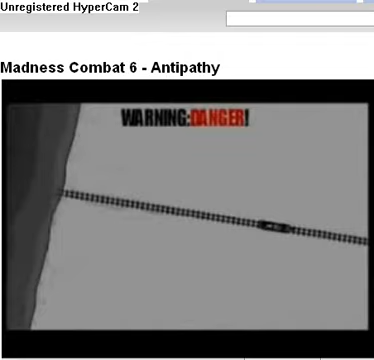 Unregistered HyperCam 2
Madness Combat 6 - Antipathy
WARNING:DANGER!